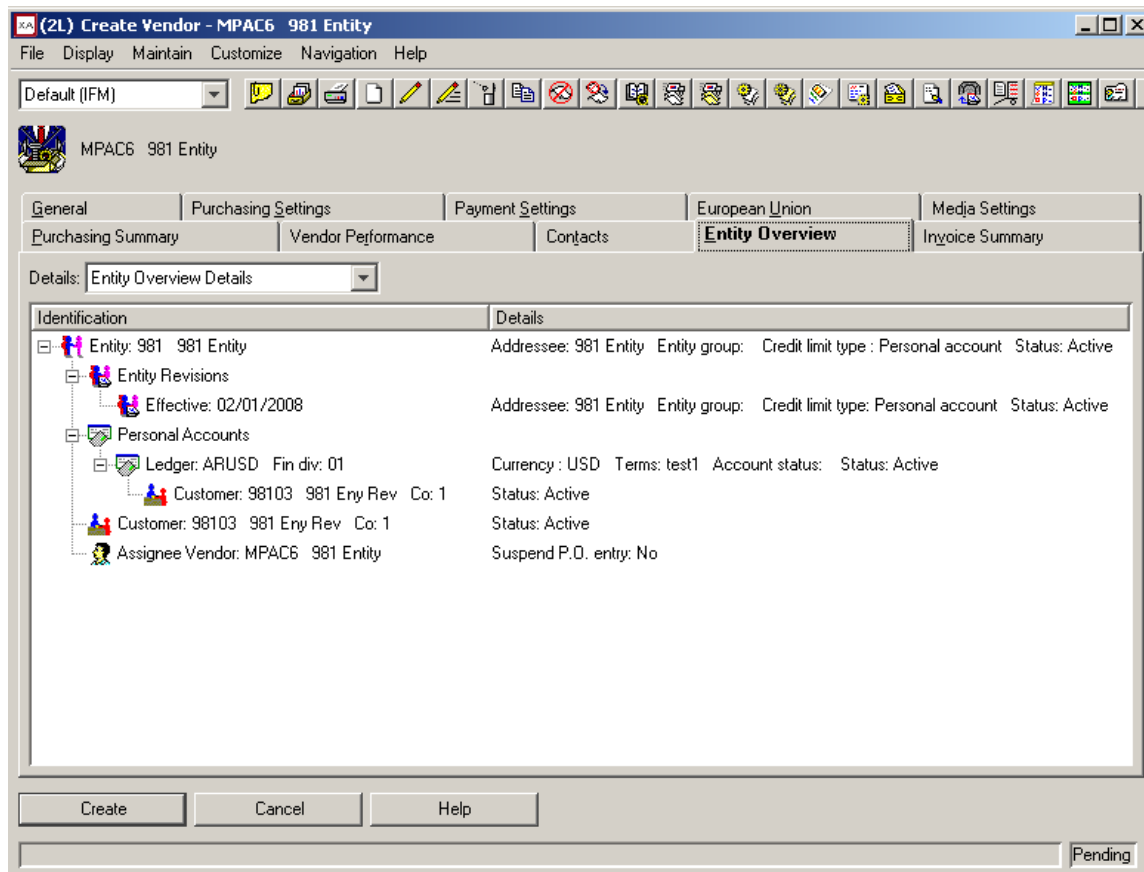 XA (2L) Create Vendor - MPAC6 981 Entity
File Display Maintain Customize Navigation Help
Default (IFM)
MPAC6 981 Entity
General Purchasing Settings Payment Settings European Union Media Settings
Purchasing Summary Vendor Performance Contacts Entity Overview Invoice Summary
Details: Entity Overview Details
Identification Details
Entity: 981 981 Entity Addressee: 981 Entity Entity group: Credit limit type : Personal account Status: Active
Entity Revisions
Effective: 02/01/2008 Addressee: 981 Entity Entity group: Credit limit type: Personal account Status: Active
Personal Accounts
Ledger: ARUSD Fin div: 01 Currency : USD Terms: test1 Account status: Status: Active
Customer: 98103 981 Eny Rev Co: 1 Status: Active
Customer: 98103 981 Eny Rev Co: 1 Status: Active
Assignee Vendor: MPAC6 981 Entity Suspend P.O. entry: No
Create Cancel Help
Pending